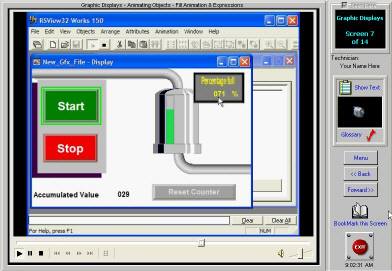 Graphic Displays - Animating Objects - Fill Animation & Expressions
RSView32 Works 150
File Edit View Objects Arrange Attributes Animation Window Help
New_Gfx_File - Display
Percentage full
071 %
Start
Stop
Accumulated Value 029
Reset Counter
Clear Clear All
For Help, press F1
NUM
Graphic Displays
Screen 7
of 14
Technician:
Your Name Here
Show Text
Glossary
Menu
<< Back
Forward>>
BookMark this Screen
EXIT
9:02:31 AM